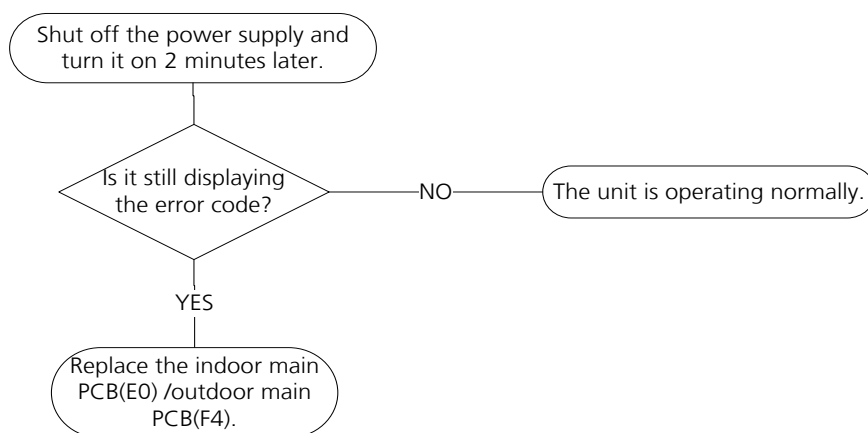 Shut off the power supply and
turn it on 2 minutes later.
Is it still displaying
the error code?
NO
The unit is operating normally.
YES
Replace the indoor main
PCB(E0) /outdoor main
PCB(F4).